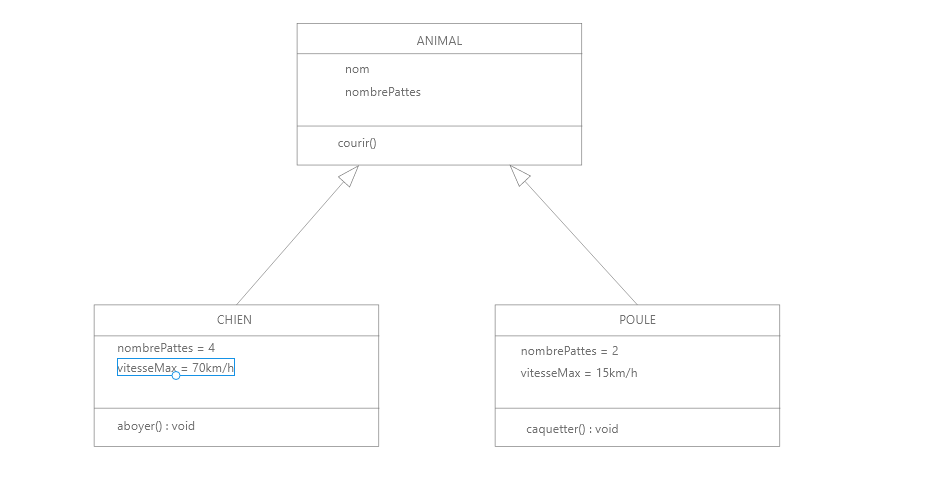 ANIMAL
nom
nombrePattes
courir()
CHIEN
nombrePattes = 4
vitesseMax = 70km/h
aboyer() : void
POULE
nombrePattes = 2
vitesseMax = 15km/h
caquetter() : void